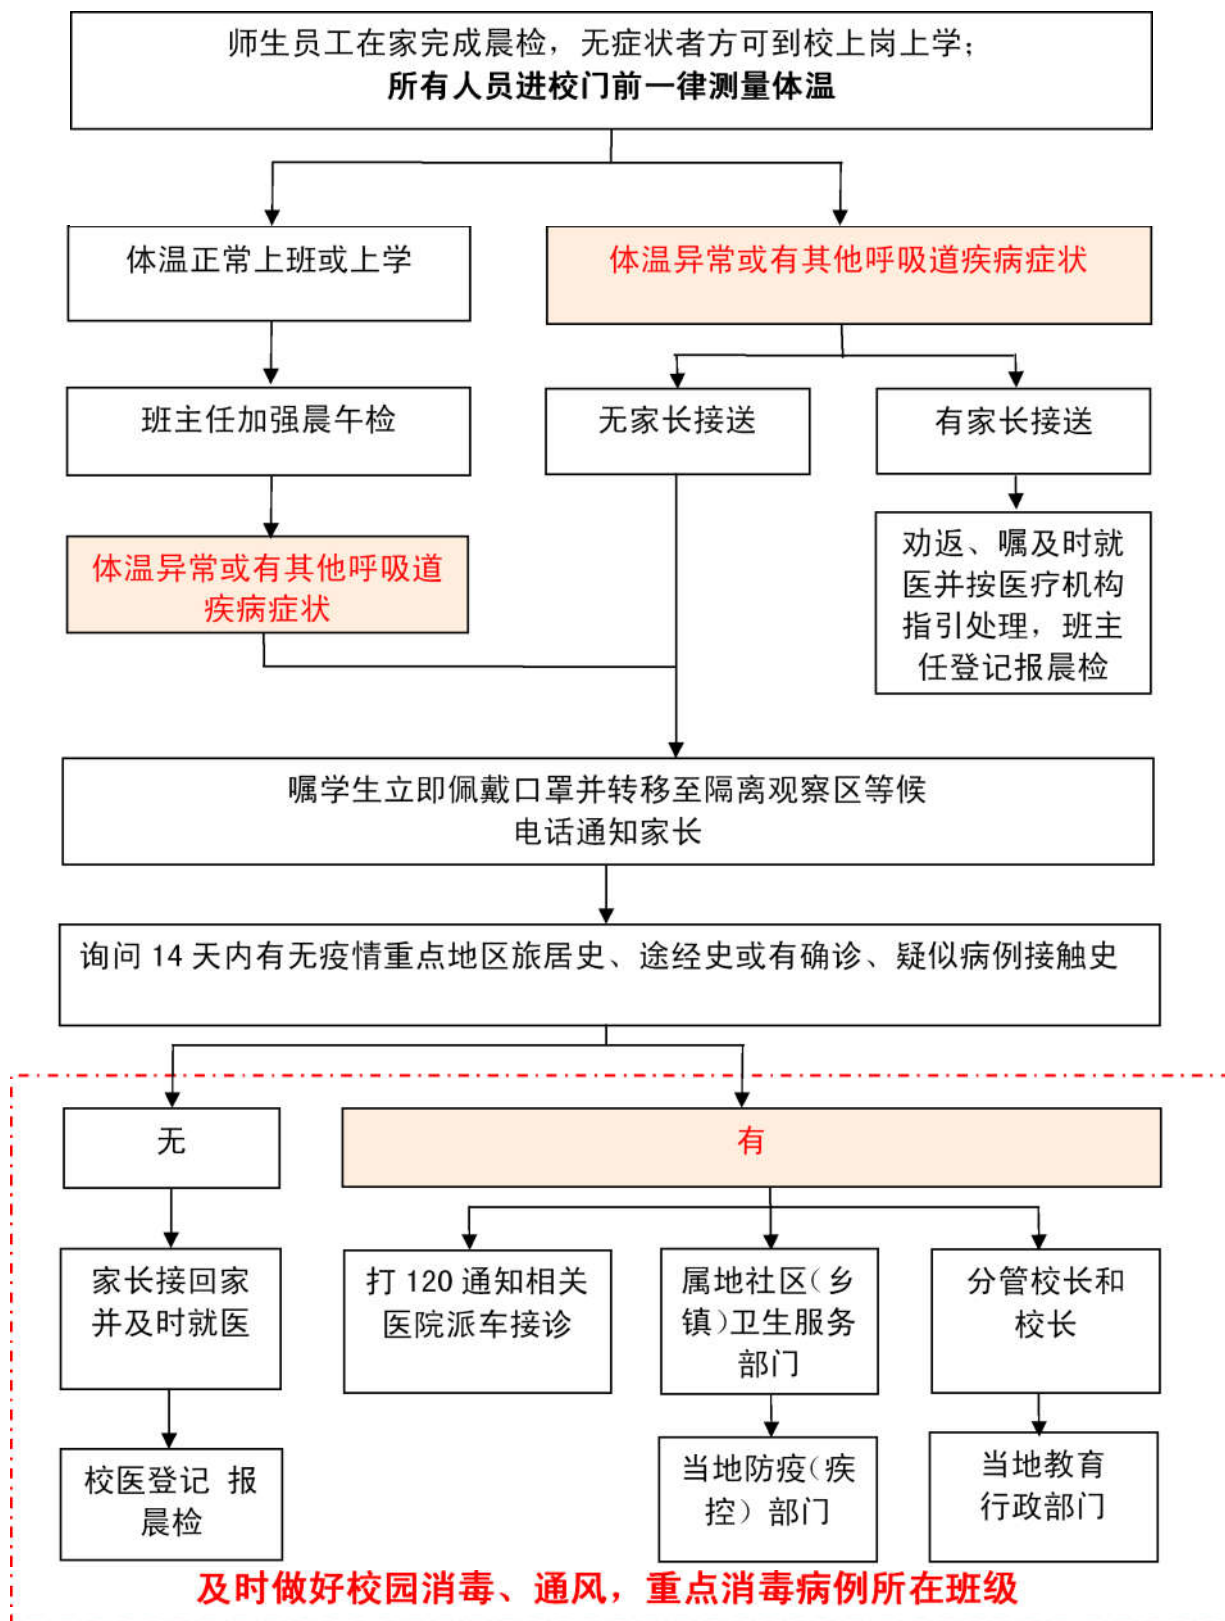 师生员工在家完成晨检，无症状者方可到校上岗上学；
所有人员进校门前一律测量体温
体温正常上班或上学
体温异常或有其他呼吸道疾病症状
班主任加强晨午检
无家长接送
有家长接送
体温异常或有其他呼吸道
疾病症状
劝返、嘱及时就
医并按医疗机构
指引处理，班主
任登记报晨检
嘱学生立即佩戴口罩并转移至隔离观察区等候
电话通知家长
询问 14 天内有无疫情重点地区旅居史、途经史或有确诊、疑似病例接触史
无
有
家长接回家
并及时就医
打 120 通知相关
医院派车接诊
属地社区（乡
镇）卫生服务
部门
分管校长和
校长
校医登记 报
晨检
当地防疫（疾
控）部门
当地教育
行政部门
及时做好校园消毒、通风，重点消毒病例所在班级